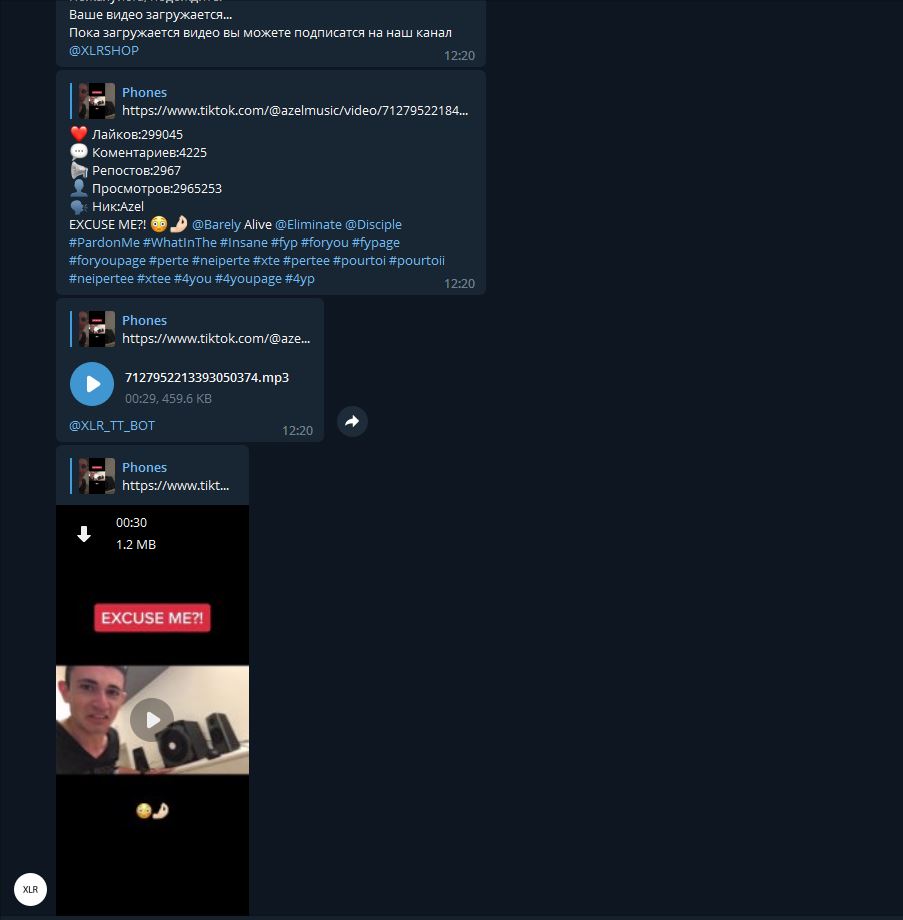 Ваше видео загружается...
Пока загружается видео вы можете подписатся на наш канал
@XLRSHOP
12:20
Phones
https://www.tiktok.com/@azelmusic/video/71279522184...
❤️ Лайков:299045
💬 Коментариев:4225
📢 Репостов:2967
👤 Просмотров:2965253
🗣 Ник:Azel
EXCUSE ME?! 😳🤌🏻 @Barely Alive @Eliminate @Disciple
#PardonMe #WhatInThe #Insane #fyp #foryou #fypage
#foryoupage #perte #neiperte #xte #pertee #pourtoi #pourtoii
#neipertee #xtee #4you #4youpage #4yp
12:20
Phones
https://www.tiktok.com/@aze...
7127952213393050374.mp3
00:29, 459.6 KB
@XLR_TT_BOT
12:20
Phones
https://www.tikt...
00:30
1.2 MB
EXCUSE ME?!
😳🤌🏻
XLR